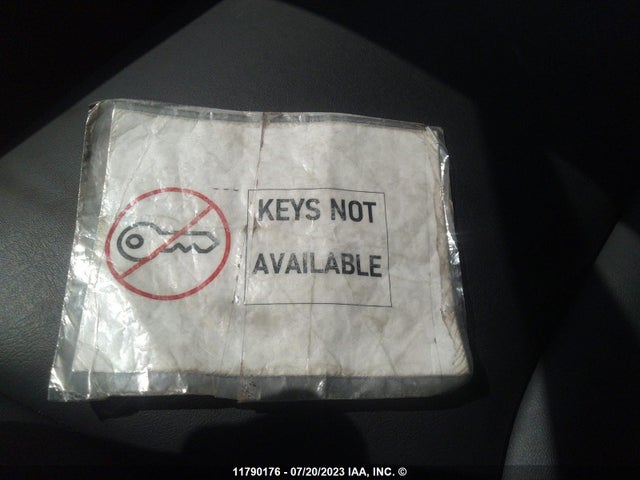 KEYS NOT
AVAILABLE
11790176 - 07/20/2023 IAA, INC. ©